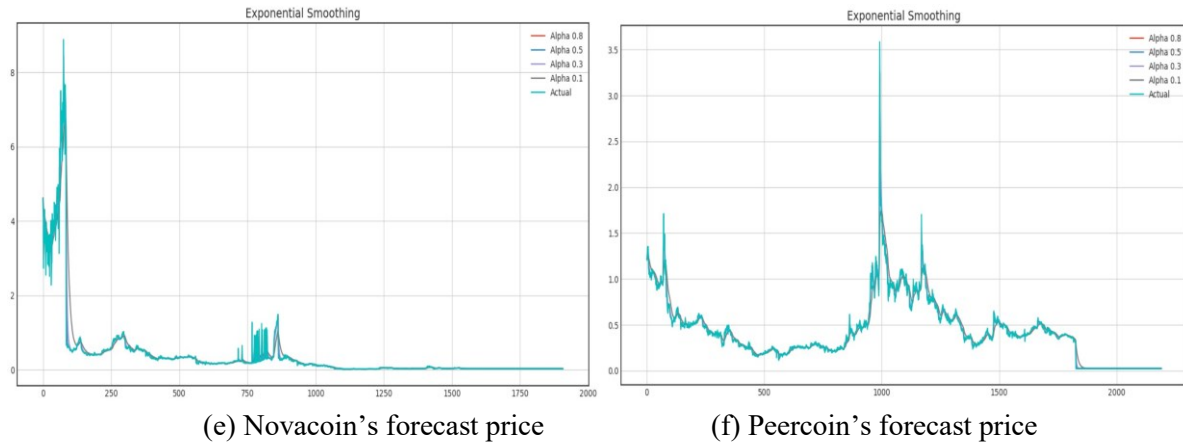 Exponential Smoothing
Alpha 0.8
Alpha 0.5
Alpha 0.3
Alpha 0.1
Actual
8
6
4
2
0
0 250 500 750 1000 1250 1500 1750 2000
(e) Novacoin’s forecast price
Exponential Smoothing
Alpha 0.8
Alpha 0.5
Alpha 0.3
Alpha 0.1
Actual
3.5
3.0
2.5
2.0
1.5
1.0
0.5
0.0
0 500 1000 1500 2000
(f) Peercoin’s forecast price